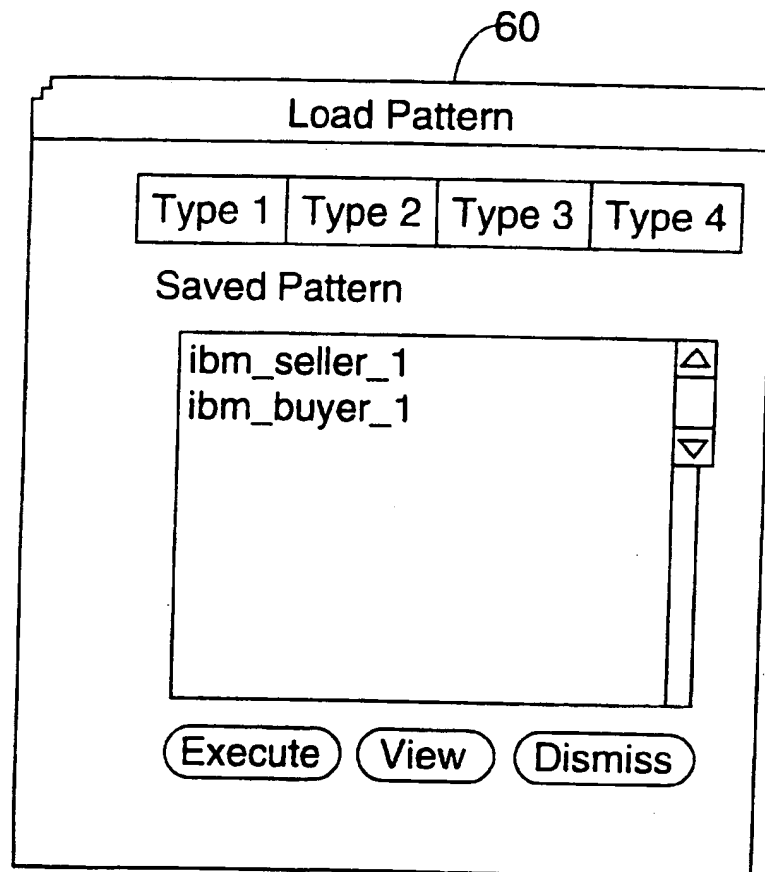 60
Load Pattern
Type 1 Type 2 Type 3 Type 4
Saved Pattern
ibm_seller_1
ibm_buyer_1
Execute View Dismiss